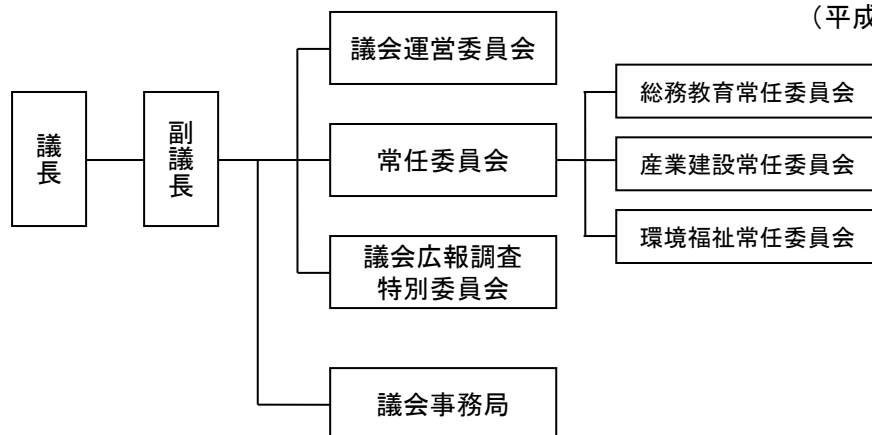 （平成
議長
副議長
議会運営委員会
常任委員会
議会広報調査
特別委員会
議会事務局
総務教育常任委員会
産業建設常任委員会
環境福祉常任委員会